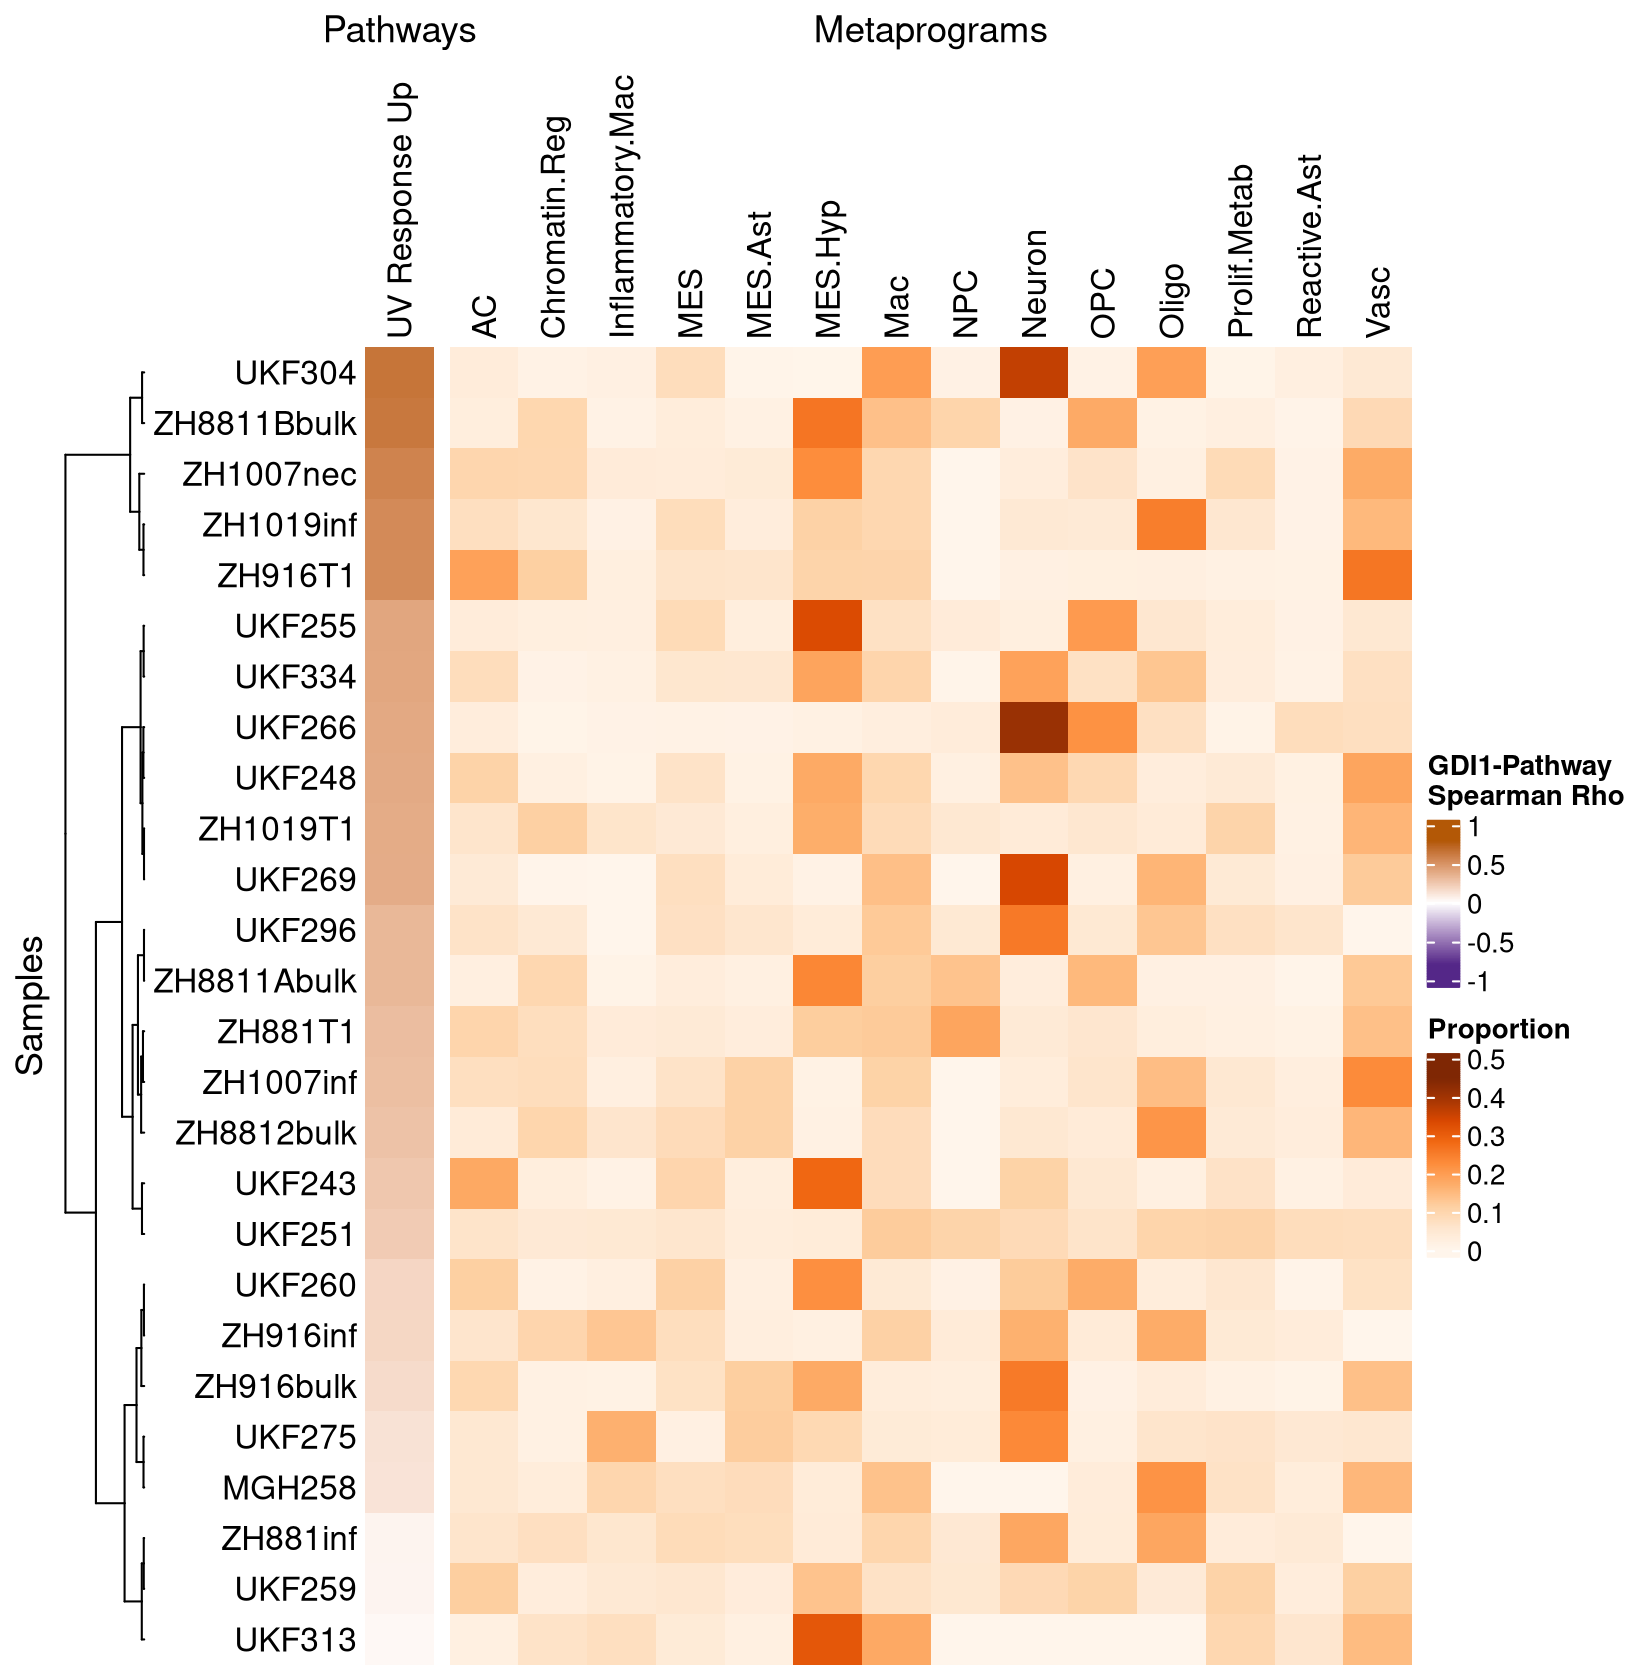 Pathways
Metaprograms
UV Response Up
AC
Chromatin.Reg
Inflammatory.Mac
MES
MES.Ast
MES.Hyp
Mac
NPC
Neuron
OPC
Oligo
Prolif.Metab
Reactive.Ast
Vasc
Samples
UKF304
ZH8811Bbulk
ZH1007nec
ZH1019inf
ZH916T1
UKF255
UKF334
UKF266
UKF248
ZH1019T1
UKF269
UKF296
ZH8811Abulk
ZH881T1
ZH1007inf
ZH8812bulk
UKF243
UKF251
UKF260
ZH916inf
ZH916bulk
UKF275
MGH258
ZH881inf
UKF259
UKF313
GDI1-Pathway
Spearman Rho
1
0.5
0
-0.5
-1
Proportion
0.5
0.4
0.3
0.2
0.1
0